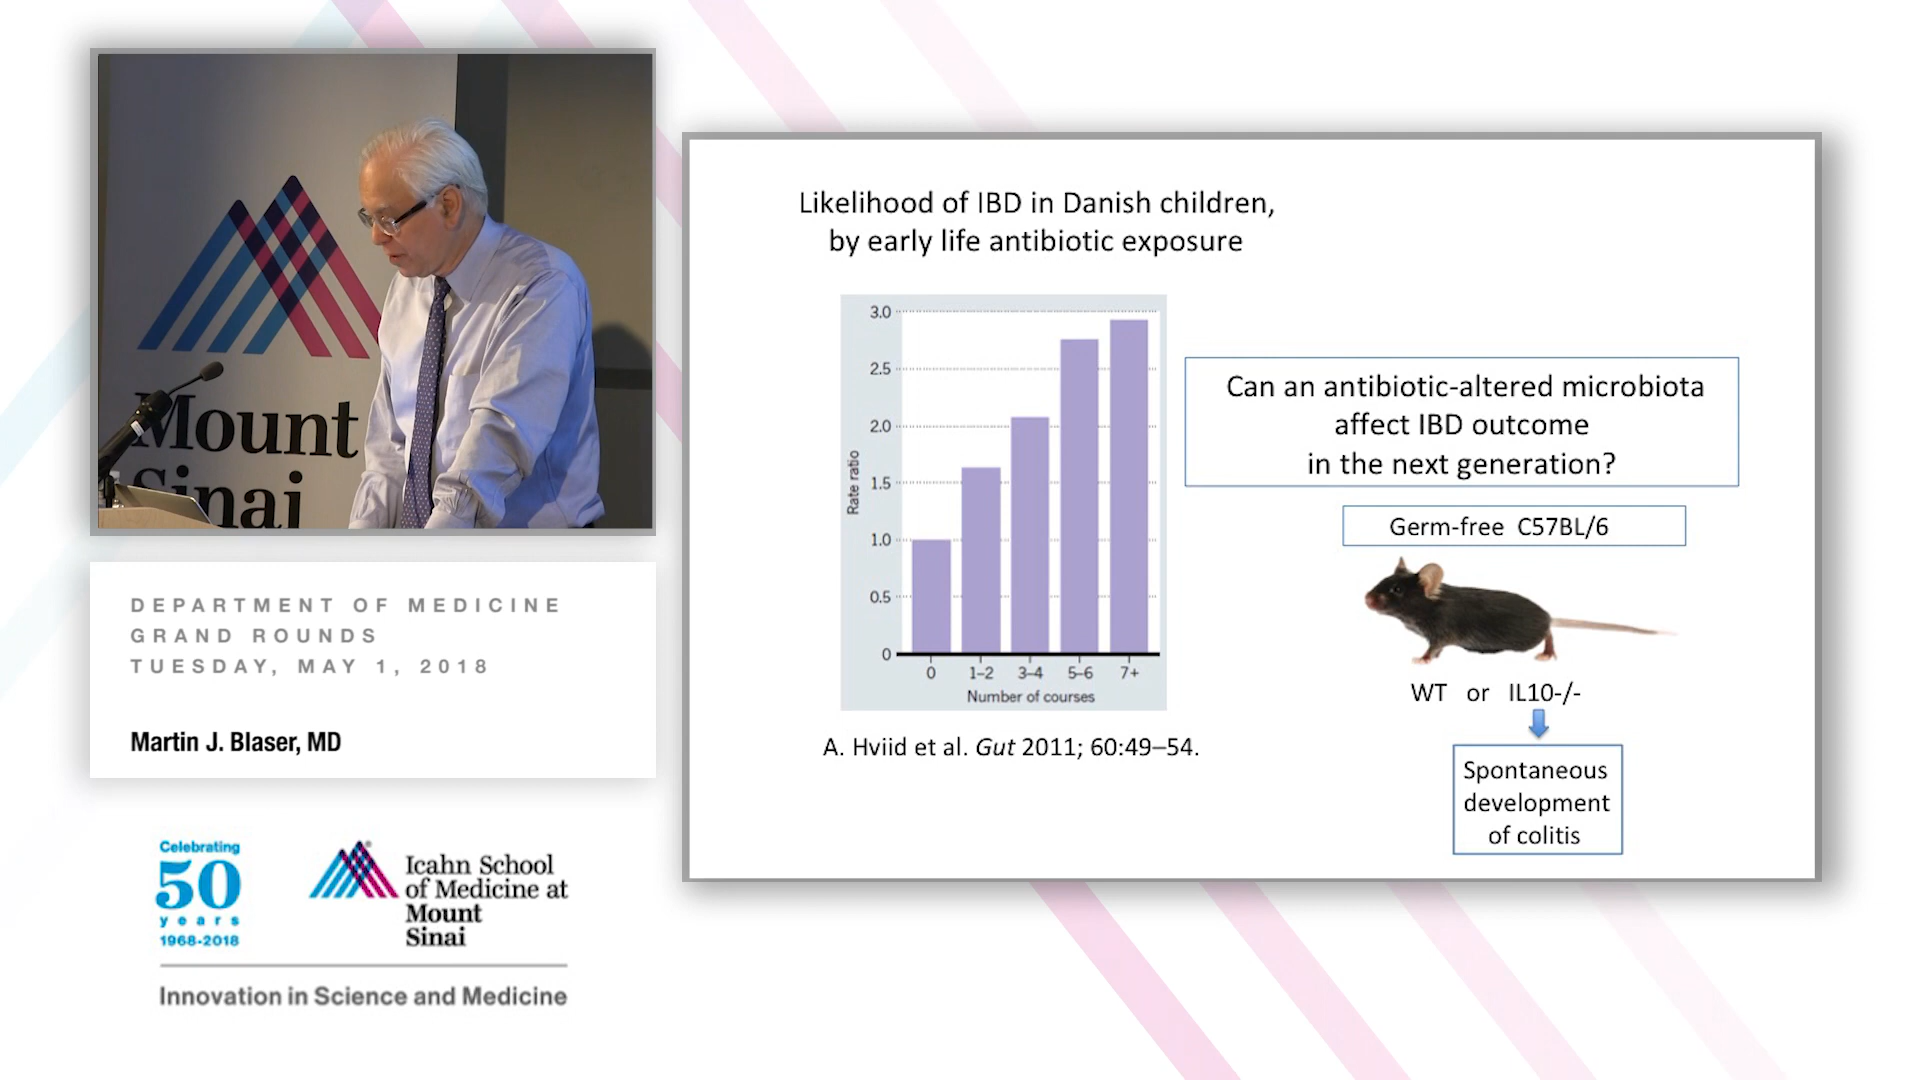 Mount
Sinai
DEPARTMENT OF MEDICINE
GRAND ROUNDS
TUESDAY, MAY 1, 2018
Martin J. Blaser, MD
Celebrating
50
years
1968-2018
Icahn School
of Medicine at
Mount
Sinai
Innovation in Science and Medicine
Likelihood of IBD in Danish children,
by early life antibiotic exposure
3.0
2.5
2.0
1.5
1.0
0.5
0
Rate ratio
0 1–2 3–4 5–6 7+
Number of courses
A. Hviid et al. Gut 2011; 60:49–54.
Can an antibiotic-altered microbiota
affect IBD outcome
in the next generation?
Germ-free C57BL/6
WT or IL10-/-
Spontaneous
development
of colitis